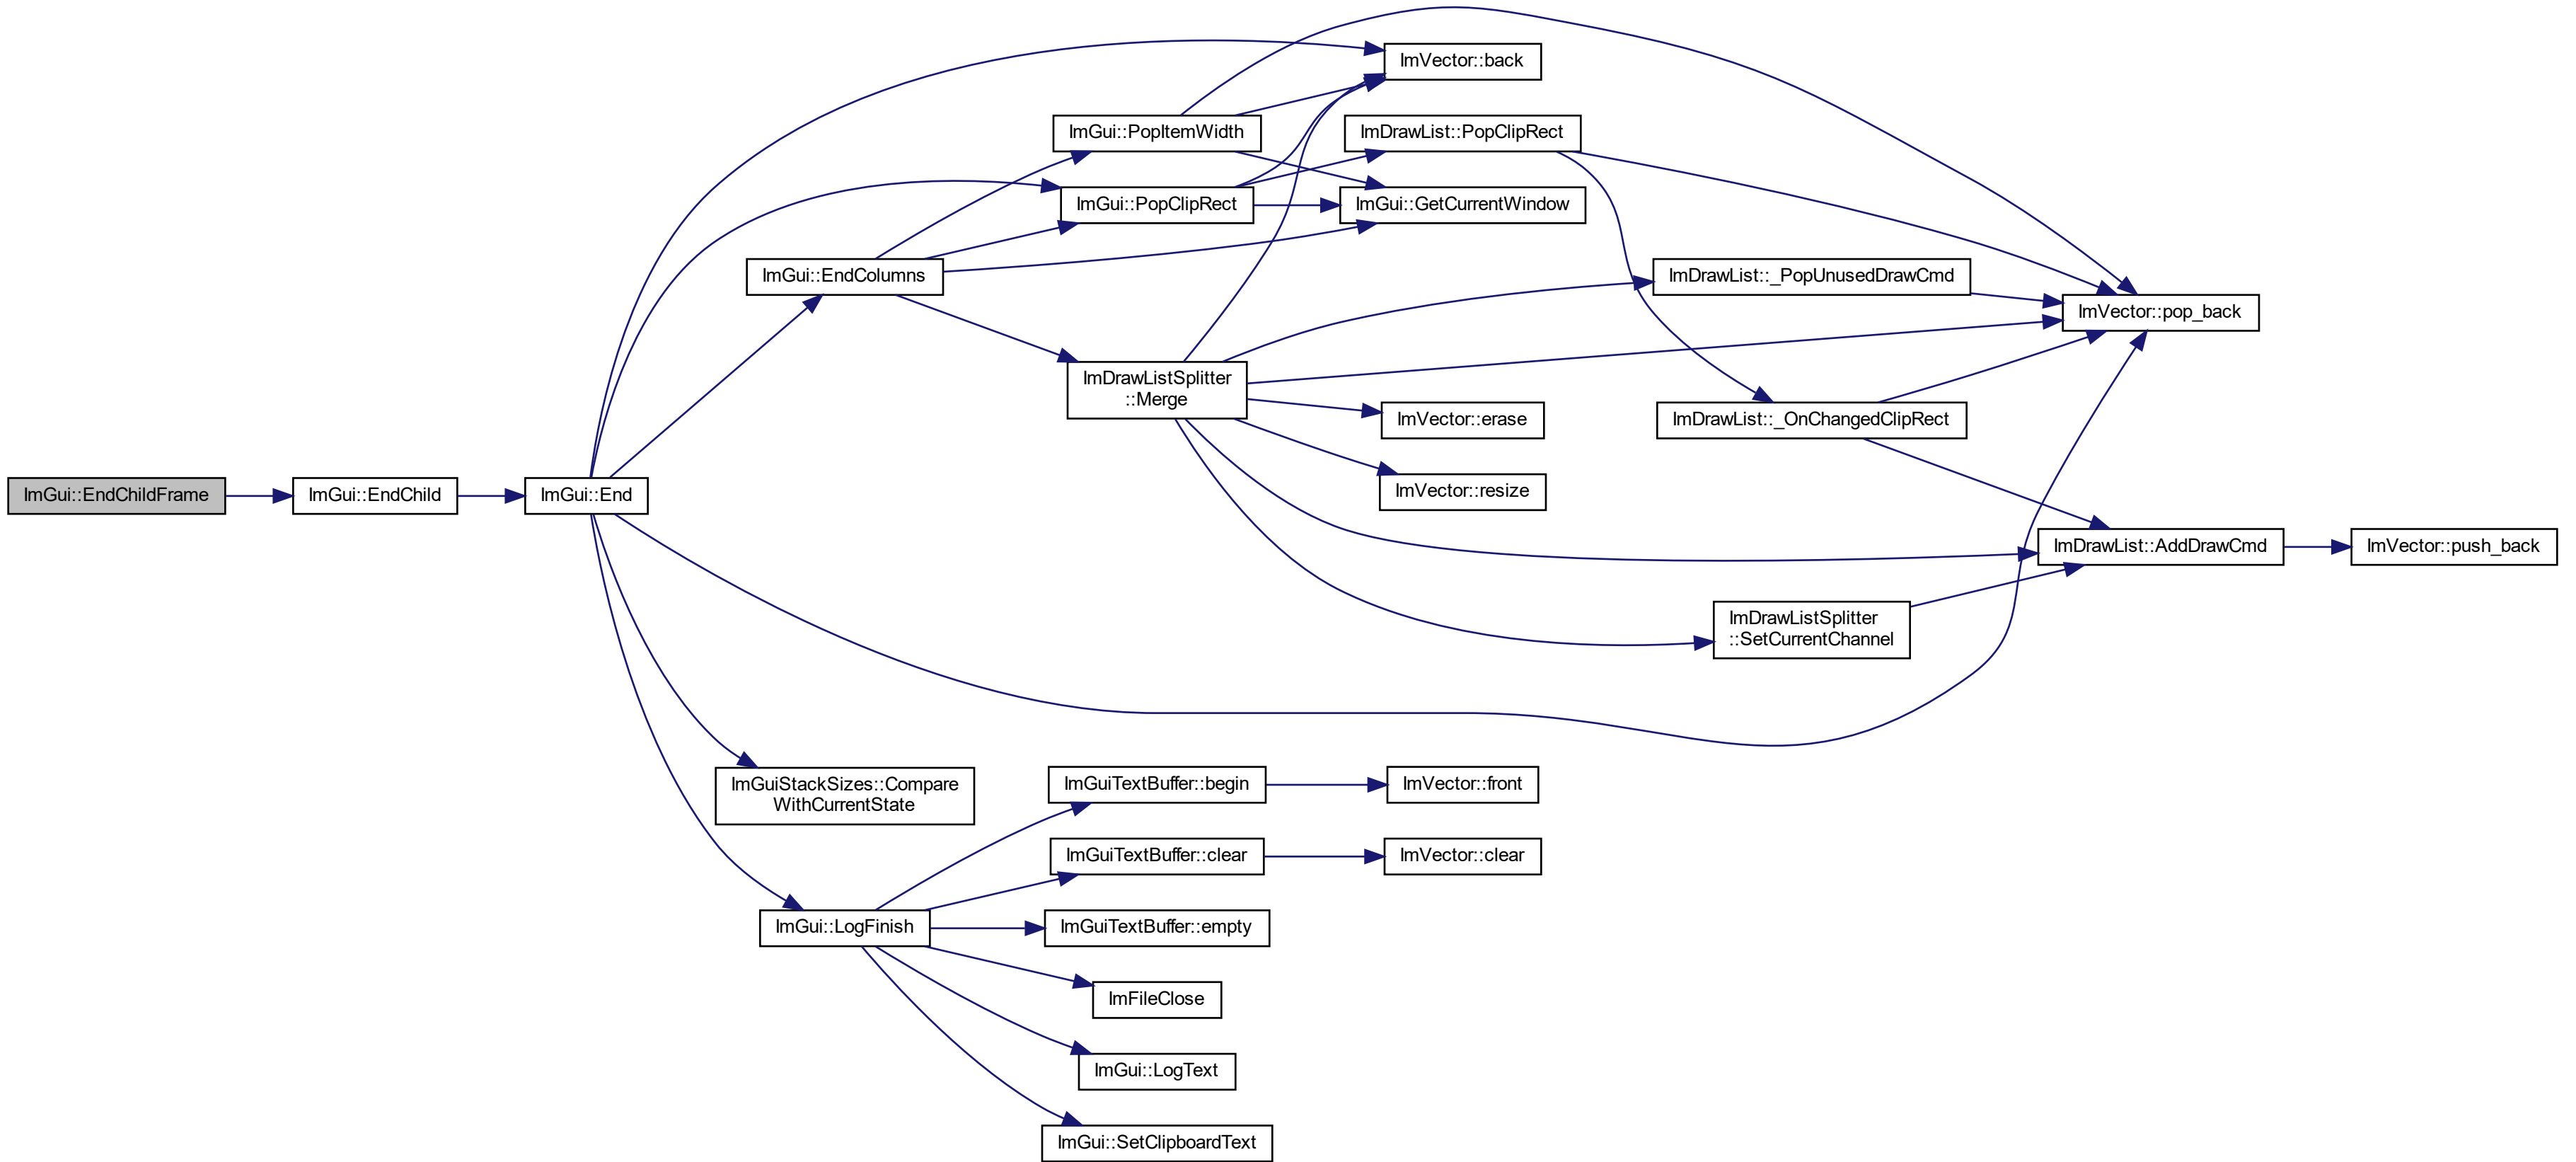 ImVector::back
ImGui::PopItemWidth
ImDrawList::PopClipRect
ImGui::PopClipRect
ImGui::GetCurrentWindow
ImGui::EndColumns
ImDrawList::_PopUnusedDrawCmd
ImVector::pop_back
ImDrawListSplitter
::Merge
ImVector::erase
ImDrawList::_OnChangedClipRect
ImVector::resize
ImGui::EndChildFrame
ImGui::EndChild
ImGui::End
ImDrawList::AddDrawCmd
ImVector::push_back
ImDrawListSplitter
::SetCurrentChannel
ImGuiStackSizes::Compare
WithCurrentState
ImGuiTextBuffer::begin
ImVector::front
ImGuiTextBuffer::clear
ImVector::clear
ImGui::LogFinish
ImGuiTextBuffer::empty
ImFileClose
ImGui::LogText
ImGui::SetClipboardText